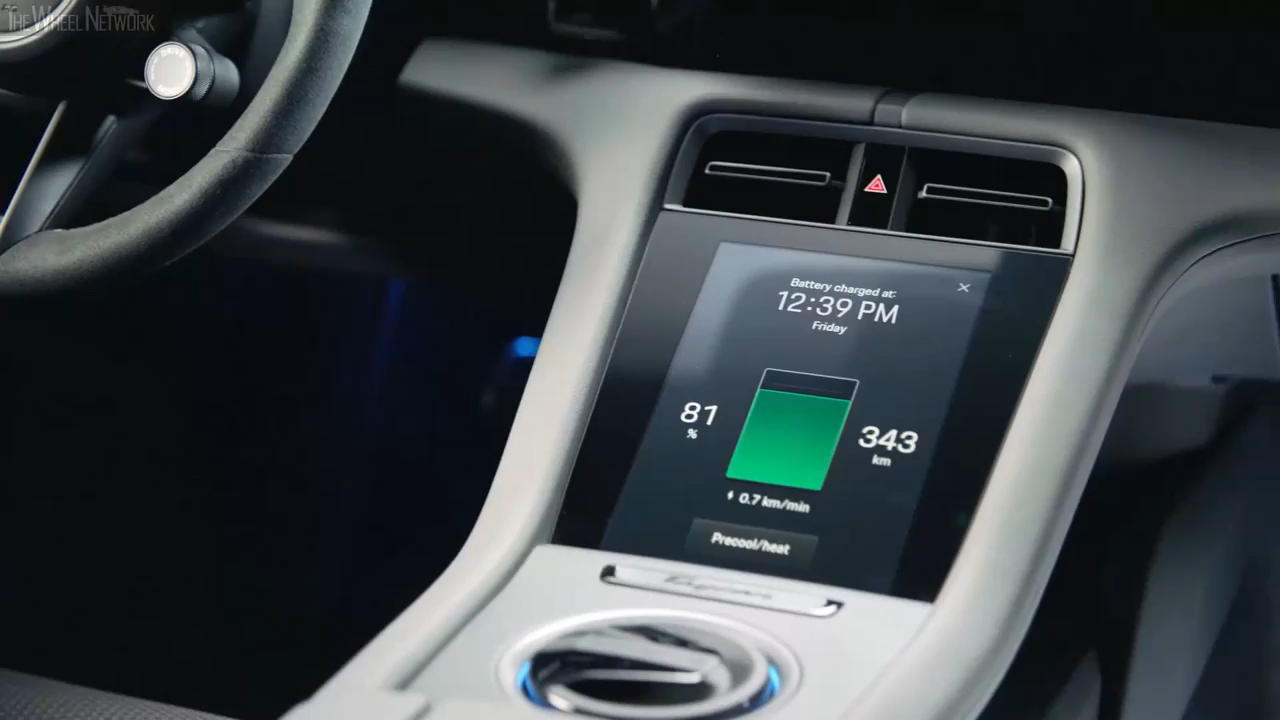 THE WHEEL NETWORK
Battery charged at:
12:39 PM
Friday
81
%
343
km
0.7 km/min
Precool/heat